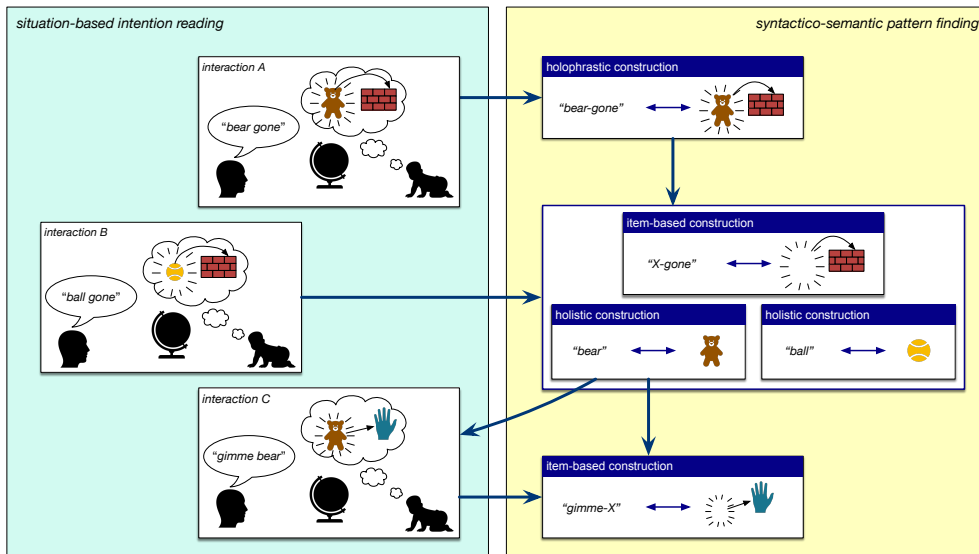 situation-based intention reading
interaction A
“bear gone”
interaction B
“ball gone”
interaction C
“gimme bear”
syntactico-semantic pattern finding
holophrastic construction
“bear-gone”
item-based construction
“X-gone”
holistic construction
“bear”
holistic construction
“ball”
item-based construction
“gimme-X”